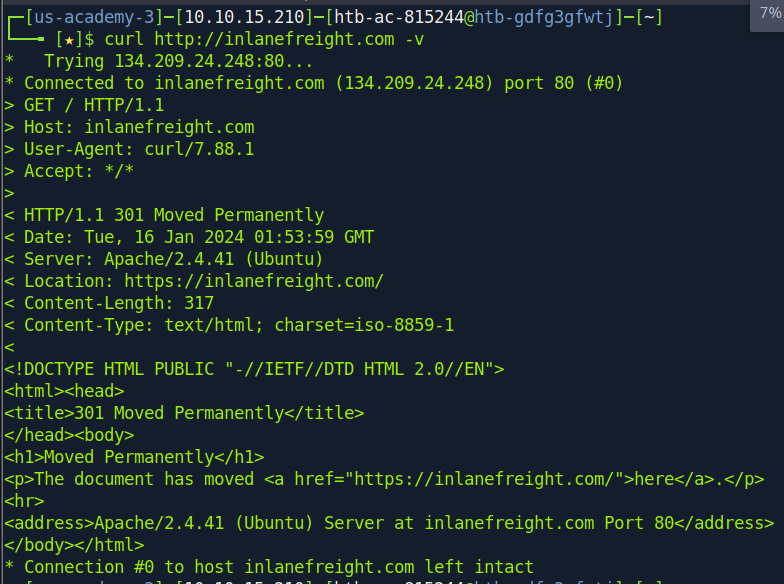 7%
┌─[us-academy-3]─[10.10.15.210]─[htb-ac-815244@htb-gdfg3gfwtj]─[~]
└──╼ [★]$ curl http://inlanefreight.com -v
*   Trying 134.209.24.248:80...
* Connected to inlanefreight.com (134.209.24.248) port 80 (#0)
> GET / HTTP/1.1
> Host: inlanefreight.com
> User-Agent: curl/7.88.1
> Accept: */*
>
< HTTP/1.1 301 Moved Permanently
< Date: Tue, 16 Jan 2024 01:53:59 GMT
< Server: Apache/2.4.41 (Ubuntu)
< Location: https://inlanefreight.com/
< Content-Length: 317
< Content-Type: text/html; charset=iso-8859-1
<
<!DOCTYPE HTML PUBLIC "-//IETF//DTD HTML 2.0//EN">
<html><head>
<title>301 Moved Permanently</title>
</head><body>
<h1>Moved Permanently</h1>
<p>The document has moved <a href="https://inlanefreight.com/">here</a>.</p>
<hr>
<address>Apache/2.4.41 (Ubuntu) Server at inlanefreight.com Port 80</address>
</body></html>
* Connection #0 to host inlanefreight.com left intact